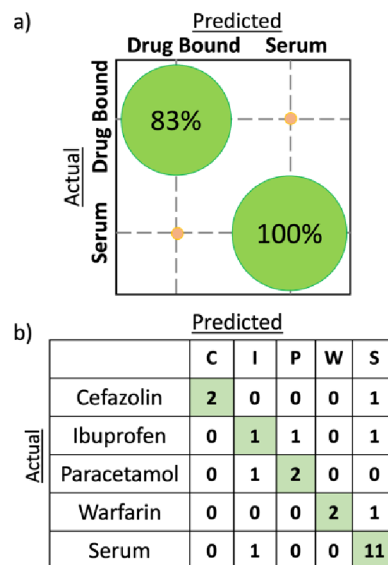 a)
Predicted
Drug Bound Serum
Actual
Drug Bound
Serum
83%
100%
b)
Predicted
Actual
C I P W S
Cefazolin 2 0 0 0 1
Ibuprofen 0 1 1 0 1
Paracetamol 0 1 2 0 0
Warfarin 0 0 0 2 1
Serum 0 1 0 0 11